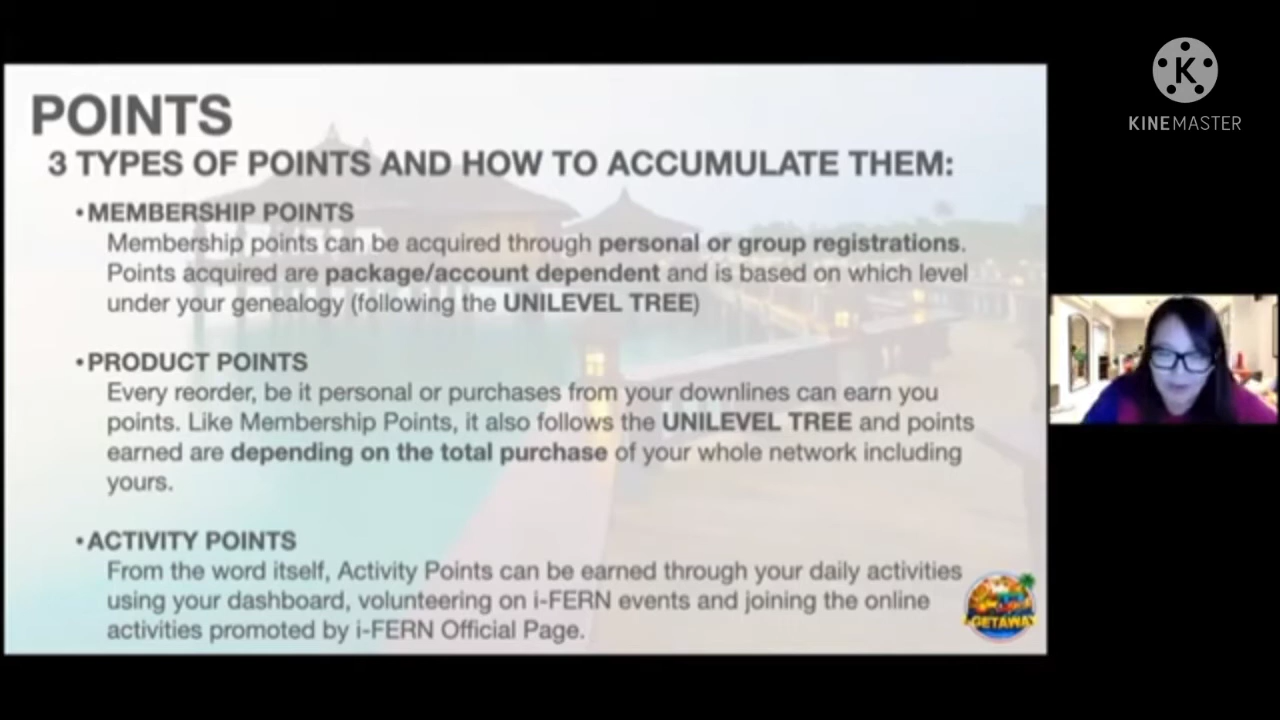 KINEMASTER
POINTS
3 TYPES OF POINTS AND HOW TO ACCUMULATE THEM:
•MEMBERSHIP POINTS
Membership points can be acquired through personal or group registrations.
Points acquired are package/account dependent and is based on which level
under your genealogy (following the UNILEVEL TREE)
•PRODUCT POINTS
Every reorder, be it personal or purchases from your downlines can earn you
points. Like Membership Points, it also follows the UNILEVEL TREE and points
earned are depending on the total purchase of your whole network including
yours.
•ACTIVITY POINTS
From the word itself, Activity Points can be earned through your daily activities
using your dashboard, volunteering on i-FERN events and joining the online
activities promoted by i-FERN Official Page.
GETAWAY